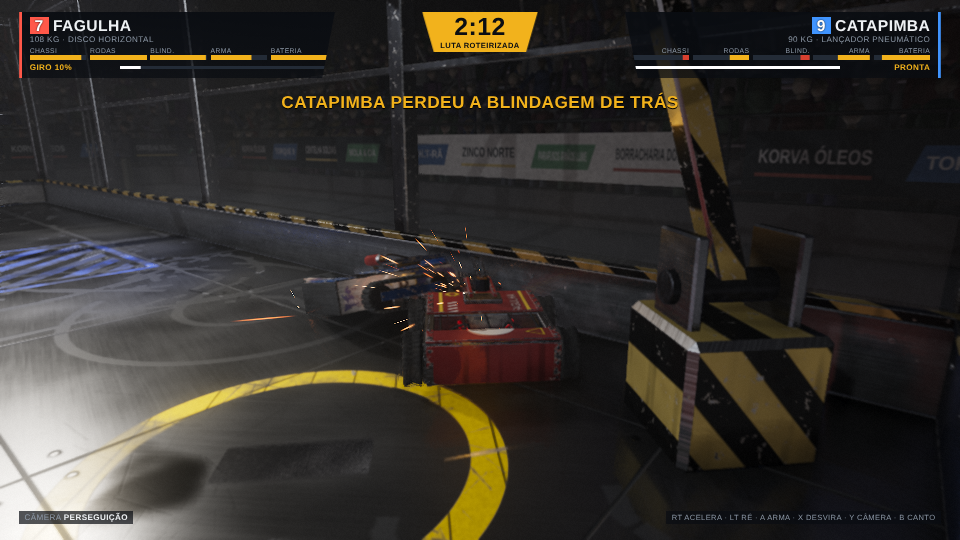 7 FAGULHA
108 KG · DISCO HORIZONTAL
CHASSI RODAS BLIND. ARMA BATERIA
GIRO 10%
2:12
LUTA ROTEIRIZADA
9 CATAPIMBA
90 KG · LANÇADOR PNEUMÁTICO
CHASSI RODAS BLIND. ARMA BATERIA
PRONTA
CATAPIMBA PERDEU A BLINDAGEM DE TRÁS
ZINCO NORTE
BORRACHARIA DO
KORVA ÓLEOS
CÂMERA PERSEGUIÇÃO
RT ACELERA · LT RÉ · A ARMA · X DESVIRA · Y CÂMERA · B CANTO